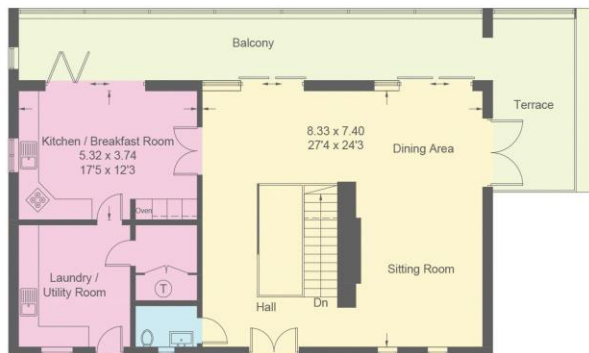 Balcony
Terrace
Kitchen / Breakfast Room
5.32 x 3.74
17'5 x 12'3
8.33 x 7.40
27'4 x 24'3
Dining Area
Oven
Laundry /
Utility Room
T
Sitting Room
Hall
Dn